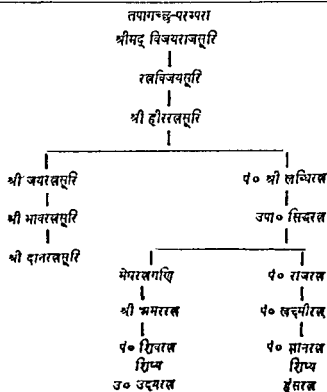 तपागच्छ-परम्परा
श्रीमद् विजयराजसूरि
रत्नविजयसूरि
श्री हीररत्नसूरि
श्री जयरत्नसूरि
पं० श्री लब्धिरत्न
श्री भावरत्नसूरि
उपा० सिद्धरत्न
श्री दानरत्नसूरि
मेघरत्नगणि
पं० राजरत्न
श्री अमररत्न
पं० लक्ष्मीरत्न
पं० शिवरत्न
पं० ज्ञानरत्न
शिष्य
शिष्य
उ० उदयरत्न
हंसरत्न